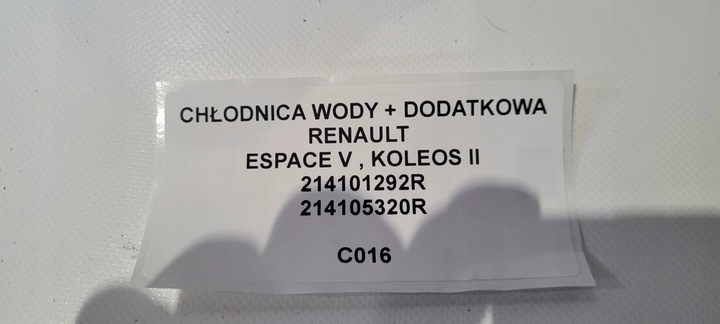 CHŁODNICA WODY + DODATKOWA
RENAULT
ESPACE V , KOLEOS II
214101292R
214105320R
C016